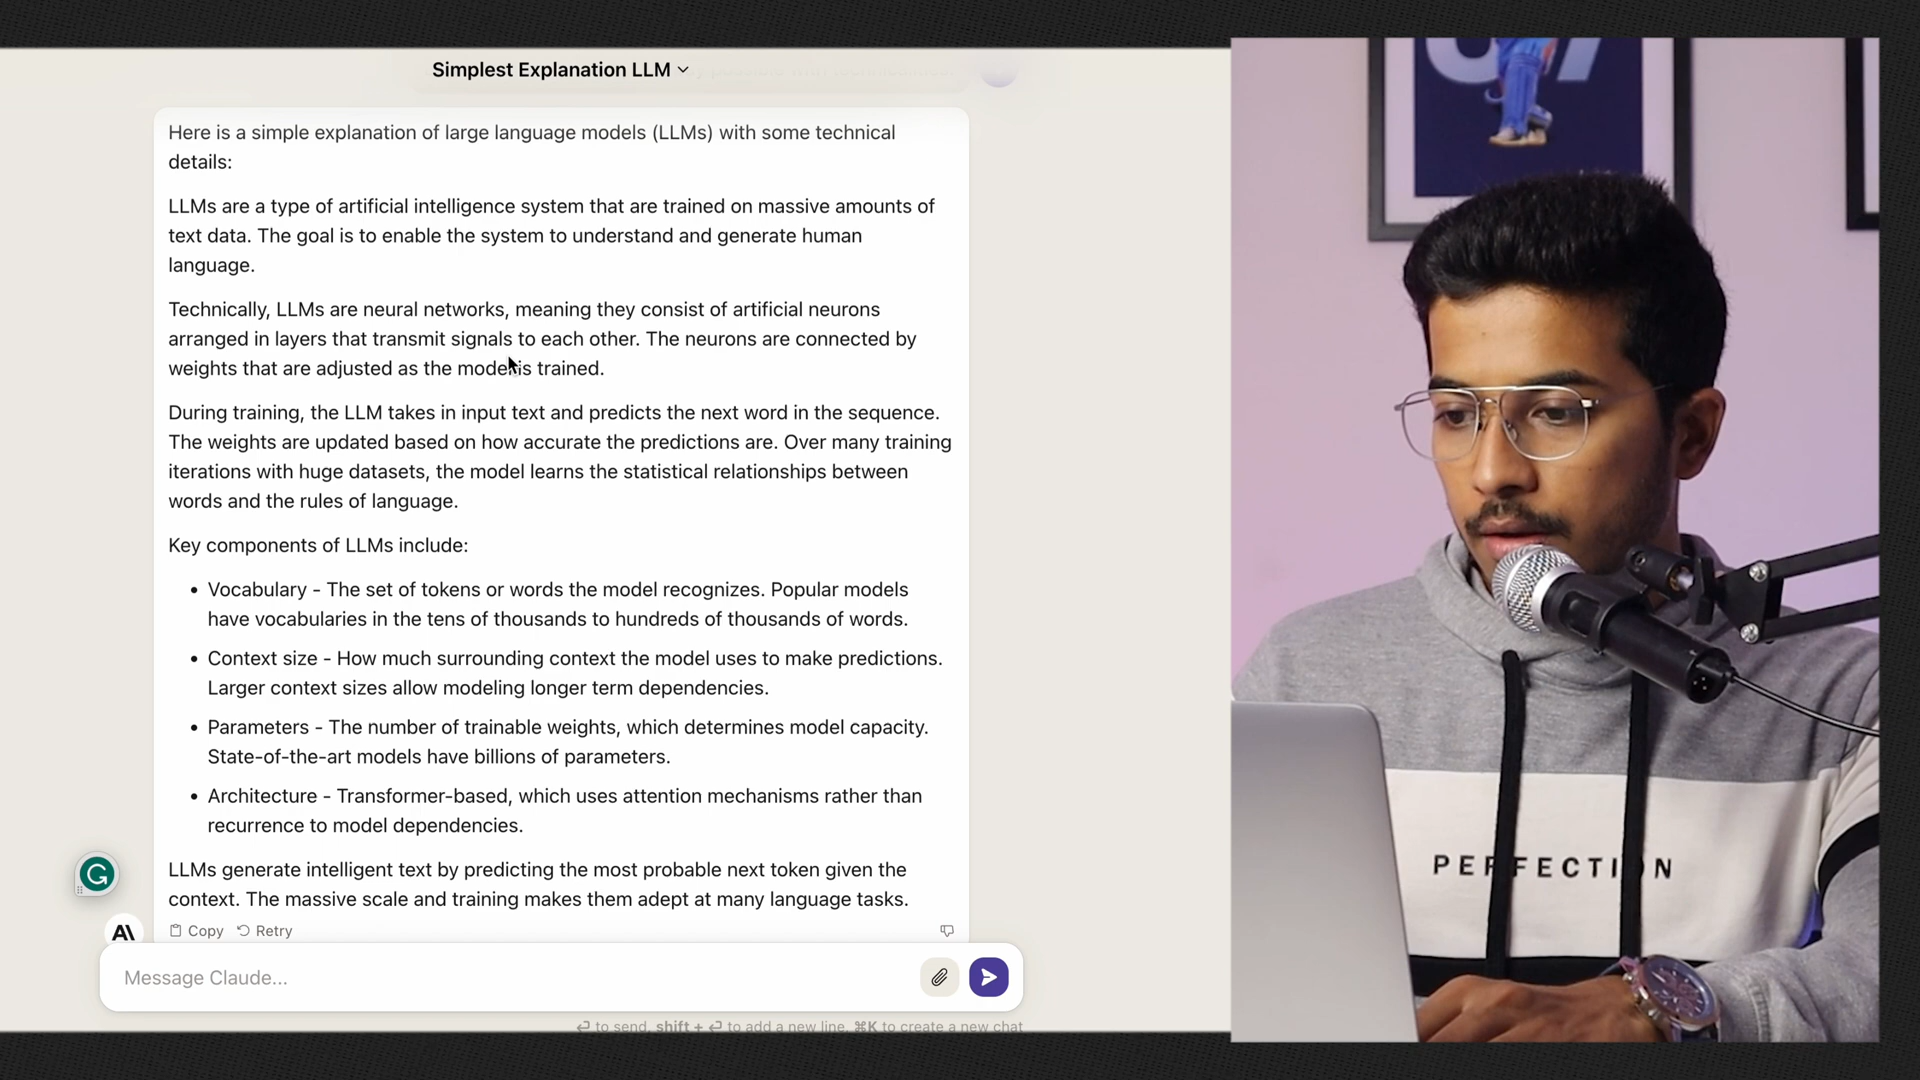 Simplest Explanation LLM
Here is a simple explanation of large language models (LLMs) with some technical
details:
LLMs are a type of artificial intelligence system that are trained on massive amounts of
text data. The goal is to enable the system to understand and generate human
language.
Technically, LLMs are neural networks, meaning they consist of artificial neurons
arranged in layers that transmit signals to each other. The neurons are connected by
weights that are adjusted as the model is trained.
During training, the LLM takes in input text and predicts the next word in the sequence.
The weights are updated based on how accurate the predictions are. Over many training
iterations with huge datasets, the model learns the statistical relationships between
words and the rules of language.
Key components of LLMs include:
• Vocabulary - The set of tokens or words the model recognizes. Popular models
have vocabularies in the tens of thousands to hundreds of thousands of words.
• Context size - How much surrounding context the model uses to make predictions.
Larger context sizes allow modeling longer term dependencies.
• Parameters - The number of trainable weights, which determines model capacity.
State-of-the-art models have billions of parameters.
• Architecture - Transformer-based, which uses attention mechanisms rather than
recurrence to model dependencies.
LLMs generate intelligent text by predicting the most probable next token given the
context. The massive scale and training makes them adept at many language tasks.
Copy Retry
Message Claude...
⏎ to send, shift + ⏎ to add a new line, ⌘K to create a new chat
PERFECTION